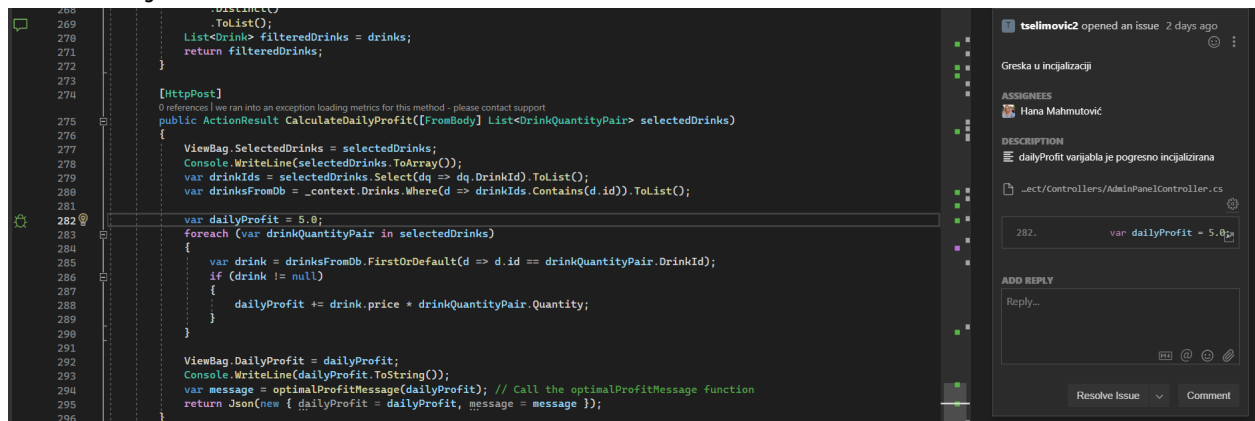 268 .Distinct()
269 .ToList();
270 List<Drink> filteredDrinks = drinks;
271 return filteredDrinks;
272 }
273
274 [HttpPost]
0 references | we ran into an exception loading metrics for this method - please contact support
275 public ActionResult CalculateDailyProfit([FromBody] List<DrinkQuantityPair> selectedDrinks)
276 {
277 ViewBag.SelectedDrinks = selectedDrinks;
278 Console.WriteLine(selectedDrinks.ToArray());
279 var drinkIds = selectedDrinks.Select(dq => dq.DrinkId).ToList();
280 var drinksFromDb = _context.Drinks.Where(d => drinkIds.Contains(d.id)).ToList();
281
282 var dailyProfit = 5.0;
283 foreach (var drinkQuantityPair in selectedDrinks)
284 {
285 var drink = drinksFromDb.FirstOrDefault(d => d.id == drinkQuantityPair.DrinkId);
286 if (drink != null)
287 {
288 dailyProfit += drink.price * drinkQuantityPair.Quantity;
289 }
290 }
291
292 ViewBag.DailyProfit = dailyProfit;
293 Console.WriteLine(dailyProfit.ToString());
294 var message = optimalProfitMessage(dailyProfit); // Call the optimalProfitMessage function
295 return Json(new { dailyProfit = dailyProfit, message = message });
296 }
T tselimovic2 opened an issue 2 days ago
Greska u incijalizaciji
ASSIGNEES
Hana Mahmutović
DESCRIPTION
dailyProfit varijabla je pogresno incijalizirana
…ect/Controllers/AdminPanelController.cs
282. var dailyProfit = 5.0;
ADD REPLY
Reply...
Resolve Issue Comment